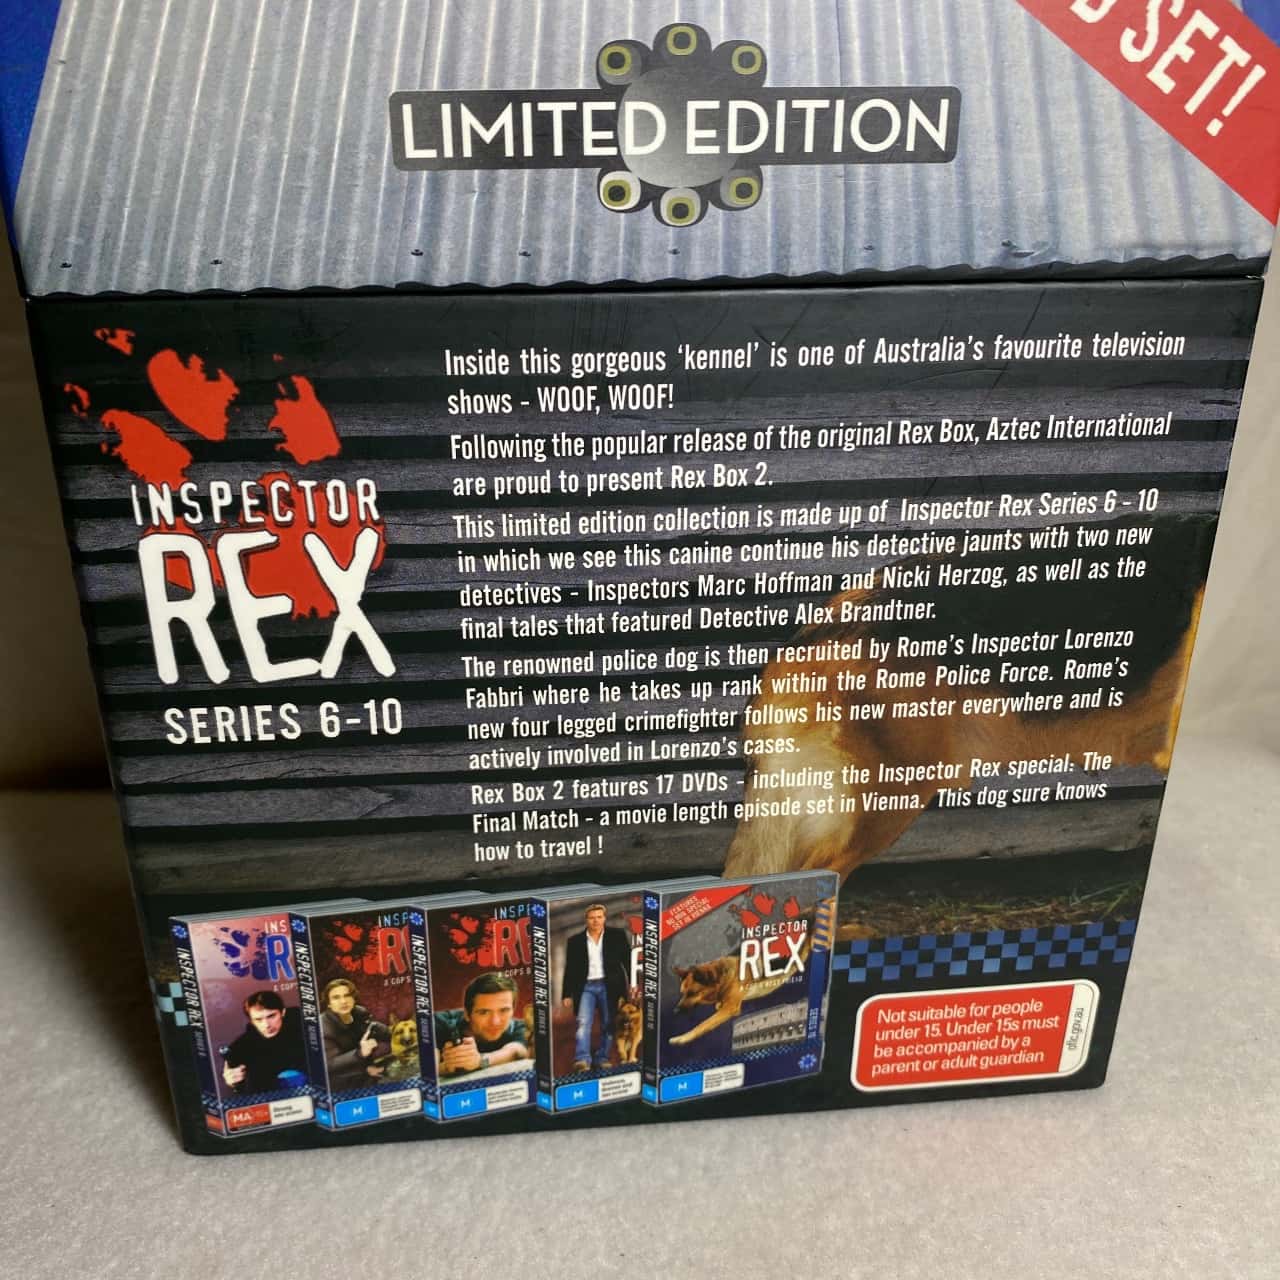 SET!
LIMITED EDITION
INSPECTOR
REX
SERIES 6-10
Inside this gorgeous ‘kennel’ is one of Australia’s favourite television
shows - WOOF, WOOF!
Following the popular release of the original Rex Box, Aztec International
are proud to present Rex Box 2.
This limited edition collection is made up of Inspector Rex Series 6 - 10
in which we see this canine continue his detective jaunts with two new
detectives - Inspectors Marc Hoffman and Nicki Herzog, as well as the
final tales that featured Detective Alex Brandtner.
The renowned police dog is then recruited by Rome’s Inspector Lorenzo
Fabbri where he takes up rank within the Rome Police Force. Rome’s
new four legged crimefighter follows his new master everywhere and is
actively involved in Lorenzo’s cases.
Rex Box 2 features 17 DVDs - including the Inspector Rex special: The
Final Match - a movie length episode set in Vienna. This dog sure knows
how to travel !
INSPECTOR REX
MA
INSPECTOR REX
M
INSPECTOR REX
M
INSPECTOR REX
M
INSPECTOR REX
INSPECTOR
REX
M
Not suitable for people
under 15. Under 15s must
be accompanied by a
parent or adult guardian
oflc.gov.au